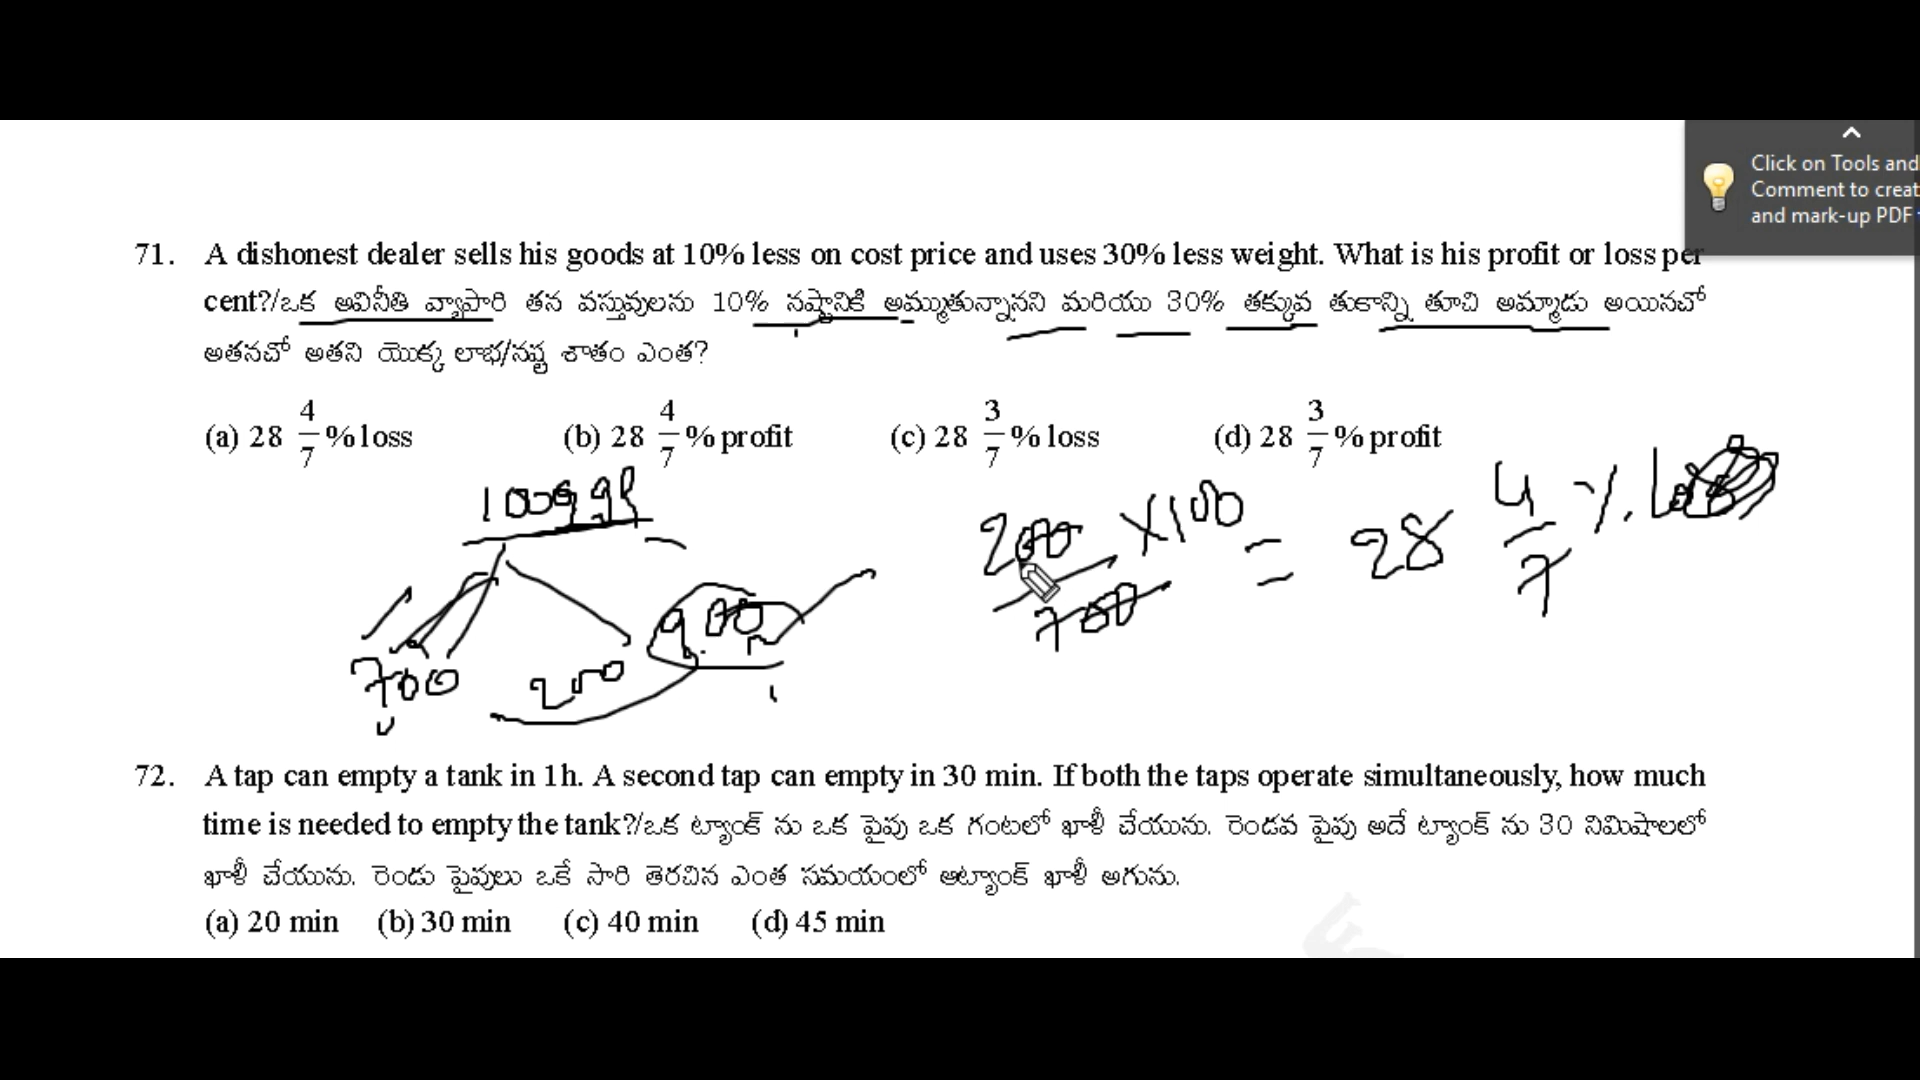 Click on Tools and
Comment to creat
and mark-up PDF
71. A dishonest dealer sells his goods at 10% less on cost price and uses 30% less weight. What is his profit or loss per
cent?/ఒక అవినీతి వ్యాపారి తన వస్తువులను 10% నష్టానికి అమ్ముతున్నానని మరియు 30% తక్కువ తుకాన్ని తూచి అమ్మాడు అయినచో
అతనచో అతని యొక్క లాభ/నష్ట శాతం ఎంత?
(a) 28 4/7 % loss (b) 28 4/7 % profit (c) 28 3/7 % loss (d) 28 3/7 % profit
200/700 ×100 = 28 4/7 %.
700 200 900
72. A tap can empty a tank in 1h. A second tap can empty in 30 min. If both the taps operate simultaneously, how much
time is needed to empty the tank?/ఒక ట్యాంక్ ను ఒక పైపు ఒక గంటలో ఖాళీ చేయును. రెండవ పైపు అదే ట్యాంక్ ను 30 నిమిషాలలో
ఖాళీ చేయును. రెండు పైపులు ఒకే సారి తెరచిన ఎంత సమయంలో ఆట్యాంక్ ఖాళీ అగును.
(a) 20 min (b) 30 min (c) 40 min (d) 45 min